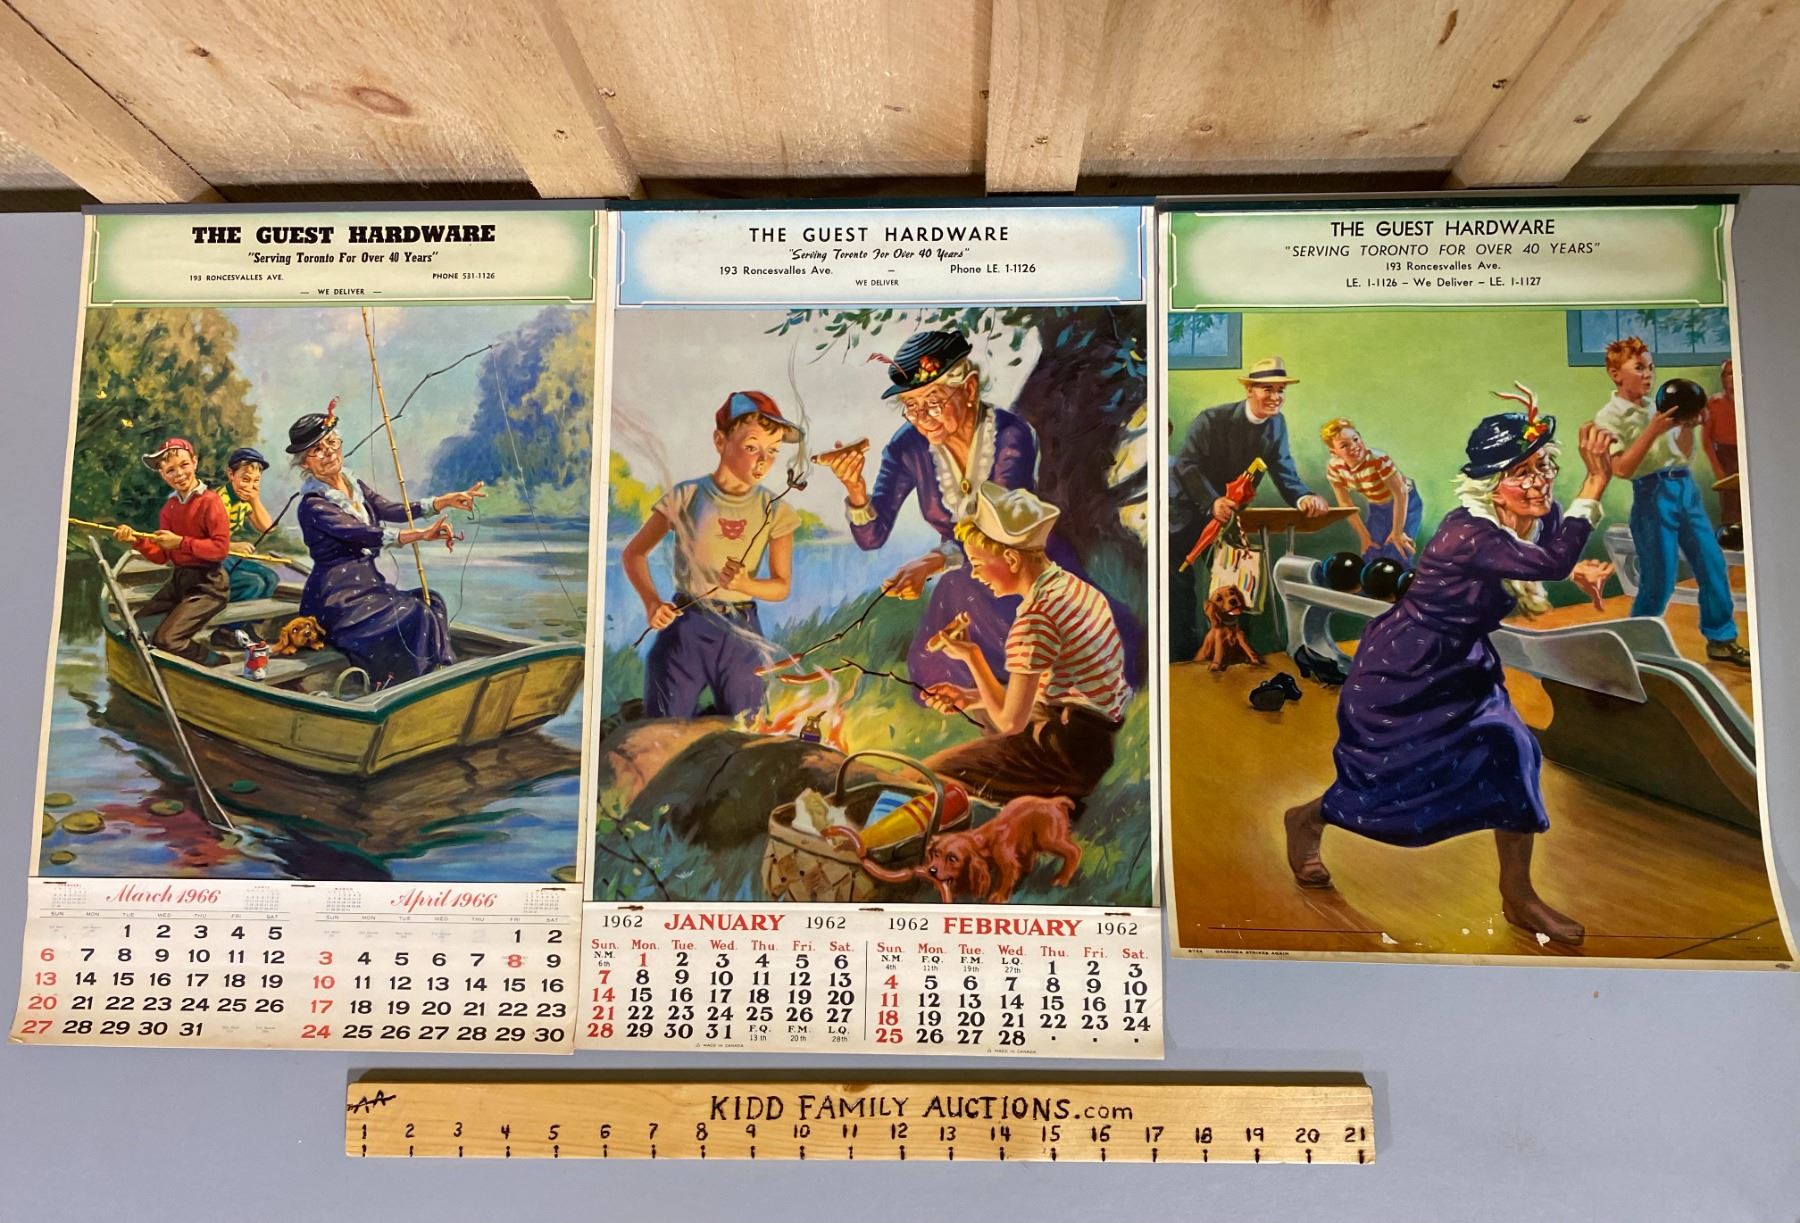 THE GUEST HARDWARE
"Serving Toronto For Over 40 Years"
193 RONCESVALLES AVE. PHONE 531-1126
— WE DELIVER —
March 1966
SUN MON TUE WED THU FRI SAT
1 2 3 4 5
6 7 8 9 10 11 12
13 14 15 16 17 18 19
20 21 22 23 24 25 26
27 28 29 30 31
April 1966
SUN MON TUE WED THU FRI SAT
1 2
3 4 5 6 7 8 9
10 11 12 13 14 15 16
17 18 19 20 21 22 23
24 25 26 27 28 29 30
THE GUEST HARDWARE
"Serving Toronto For Over 40 Years"
193 Roncesvalles Ave. — Phone LE. 1-1126
WE DELIVER
1962 JANUARY 1962
Sun. Mon. Tue. Wed. Thu. Fri. Sat.
N.M. 6th 1 2 3 4 5 6
7 8 9 10 11 12 13
14 15 16 17 18 19 20
21 22 23 24 25 26 27
28 29 30 31 F.Q. 13th F.M. 20th L.Q. 28th
MADE IN CANADA
1962 FEBRUARY 1962
Sun. Mon. Tue. Wed. Thu. Fri. Sat.
N.M. 4th F.Q. 11th F.M. 19th L.Q. 27th 1 2 3
4 5 6 7 8 9 10
11 12 13 14 15 16 17
18 19 20 21 22 23 24
25 26 27 28
MADE IN CANADA
THE GUEST HARDWARE
"SERVING TORONTO FOR OVER 40 YEARS"
193 Roncesvalles Ave.
LE. 1-1126 — We Deliver — LE. 1-1127
GRANDMA STRIKES AGAIN
KIDD FAMILY AUCTIONS.com
1 2 3 4 5 6 7 8 9 10 11 12 13 14 15 16 17 18 19 20 21